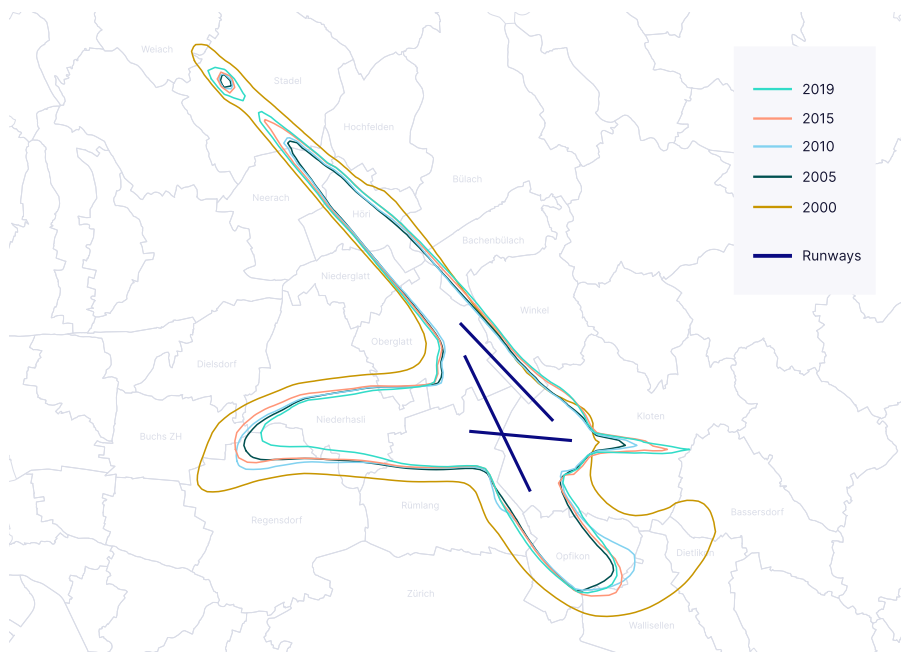 Weiach
Stadel
2019
2015
Hochfelden
2010
Bülach
2005
Neerach
2000
Höri
Bachenbülach
Runways
Niederglatt
Winkel
Oberglatt
Dielsdorf
Niederhasli
Kloten
Buchs ZH
Rümlang
Bassersdorf
Regensdorf
Opfikon
Dietlikon
Zürich
Wallisellen